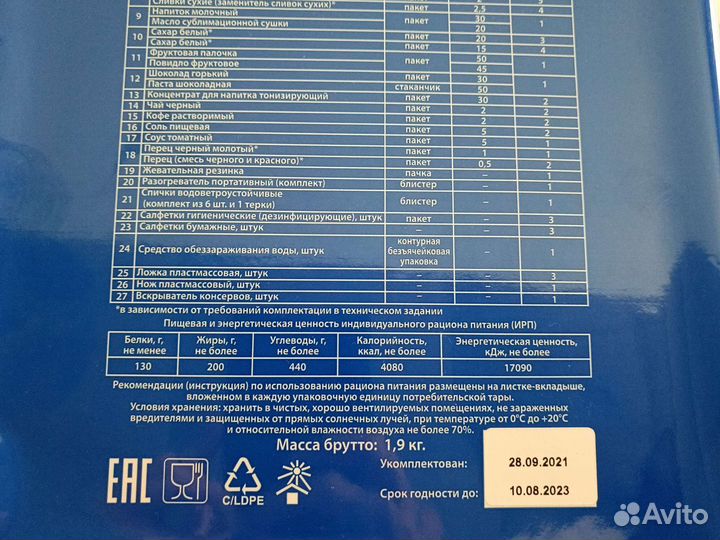 Сливки сухие (заменитель сливок сухих)* пакет
9 Напиток молочный пакет 2,5 4
Масло сублимационной сушки пакет 30 1
20
10 Сахар белый* пакет 20 3
Сахар белый* пакет 15 4
11 Фруктовая палочка пакет 50 1
Повидло фруктовое 45
12 Шоколад горький пакет 30 1
Паста шоколадная стаканчик 50
13 Концентрат для напитка тонизирующий пакет 30 2
14 Чай черный пакет 2 2
15 Кофе растворимый пакет 2 2
16 Соль пищевая пакет 5 2
17 Соус томатный пакет 5 1
18 Перец черный молотый* пакет 1 1
Перец (смесь черного и красного)* пакет 0,5 2
19 Жевательная резинка пачка – 1
20 Разогреватель портативный (комплект) блистер – 1
21 Спички водоветроустойчивые
(комплект из 6 шт. и 1 терки) блистер – 1
22 Салфетки гигиенические (дезинфицирующие), штук пакет – 3
23 Салфетки бумажные, штук – – 3
24 Средство обеззараживания воды, штук контурная безъячейковая упаковка – 1
25 Ложка пластмассовая, штук – – 3
26 Нож пластмассовый, штук – – 1
27 Вскрыватель консервов, штук – – 1
*в зависимости от требований комплектации в техническом задании
Пищевая и энергетическая ценность индивидуального рациона питания (ИРП)
Белки, г, не менее Жиры, г, не более Углеводы, г, не более Калорийность, ккал, не более Энергетическая ценность, кДж, не более
130 200 440 4080 17090
Рекомендации (инструкция) по использованию рациона питания размещены на листке-вкладыше,
вложенном в каждую упаковочную единицу потребительской тары.
Условия хранения: хранить в чистых, хорошо вентилируемых помещениях, не зараженных
вредителями и защищенных от прямых солнечных лучей, при температуре от 0°С до +20°С
и относительной влажности воздуха не более 70%.
Масса брутто: 1,9 кг.
Укомплектован: 28.09.2021
Срок годности до: 10.08.2023
EAC
C/LDPE
Avito